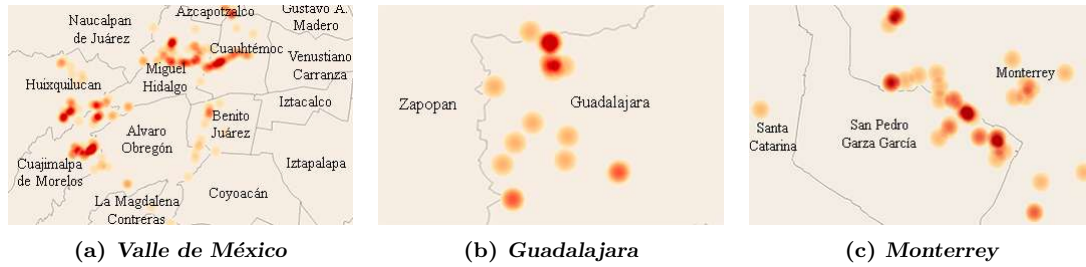 Azcapotzalco
Gustavo A.
Madero
Naucalpan
de Juárez
Cuauhtémoc
Venustiano
Carranza
Miguel
Hidalgo
Huixquilucan
Iztacalco
Benito
Juárez
Alvaro
Obregón
Iztapalapa
Cuajimalpa
de Morelos
Coyoacán
La Magdalena
Contreras
(a) Valle de México
Zapopan
Guadalajara
(b) Guadalajara
Monterrey
Santa
Catarina
San Pedro
Garza García
(c) Monterrey